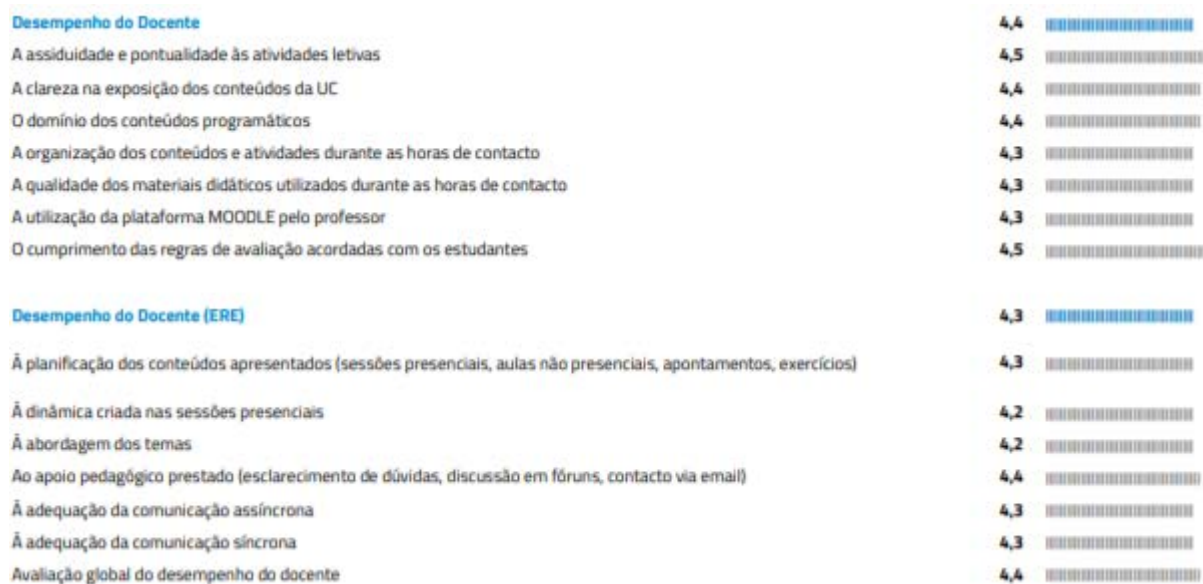 Desempenho do Docente 4,4
A assiduidade e pontualidade às atividades letivas 4,5
A clareza na exposição dos conteúdos da UC 4,4
O domínio dos conteúdos programáticos 4,4
A organização dos conteúdos e atividades durante as horas de contacto 4,3
A qualidade dos materiais didáticos utilizados durante as horas de contacto 4,3
A utilização da plataforma MOODLE pelo professor 4,3
O cumprimento das regras de avaliação acordadas com os estudantes 4,5
Desempenho do Docente (ERE) 4,3
À planificação dos conteúdos apresentados (sessões presenciais, aulas não presenciais, apontamentos, exercícios) 4,3
À dinâmica criada nas sessões presenciais 4,2
À abordagem dos temas 4,2
Ao apoio pedagógico prestado (esclarecimento de dúvidas, discussão em fóruns, contacto via email) 4,4
À adequação da comunicação assíncrona 4,3
À adequação da comunicação síncrona 4,3
Avaliação global do desempenho do docente 4,4